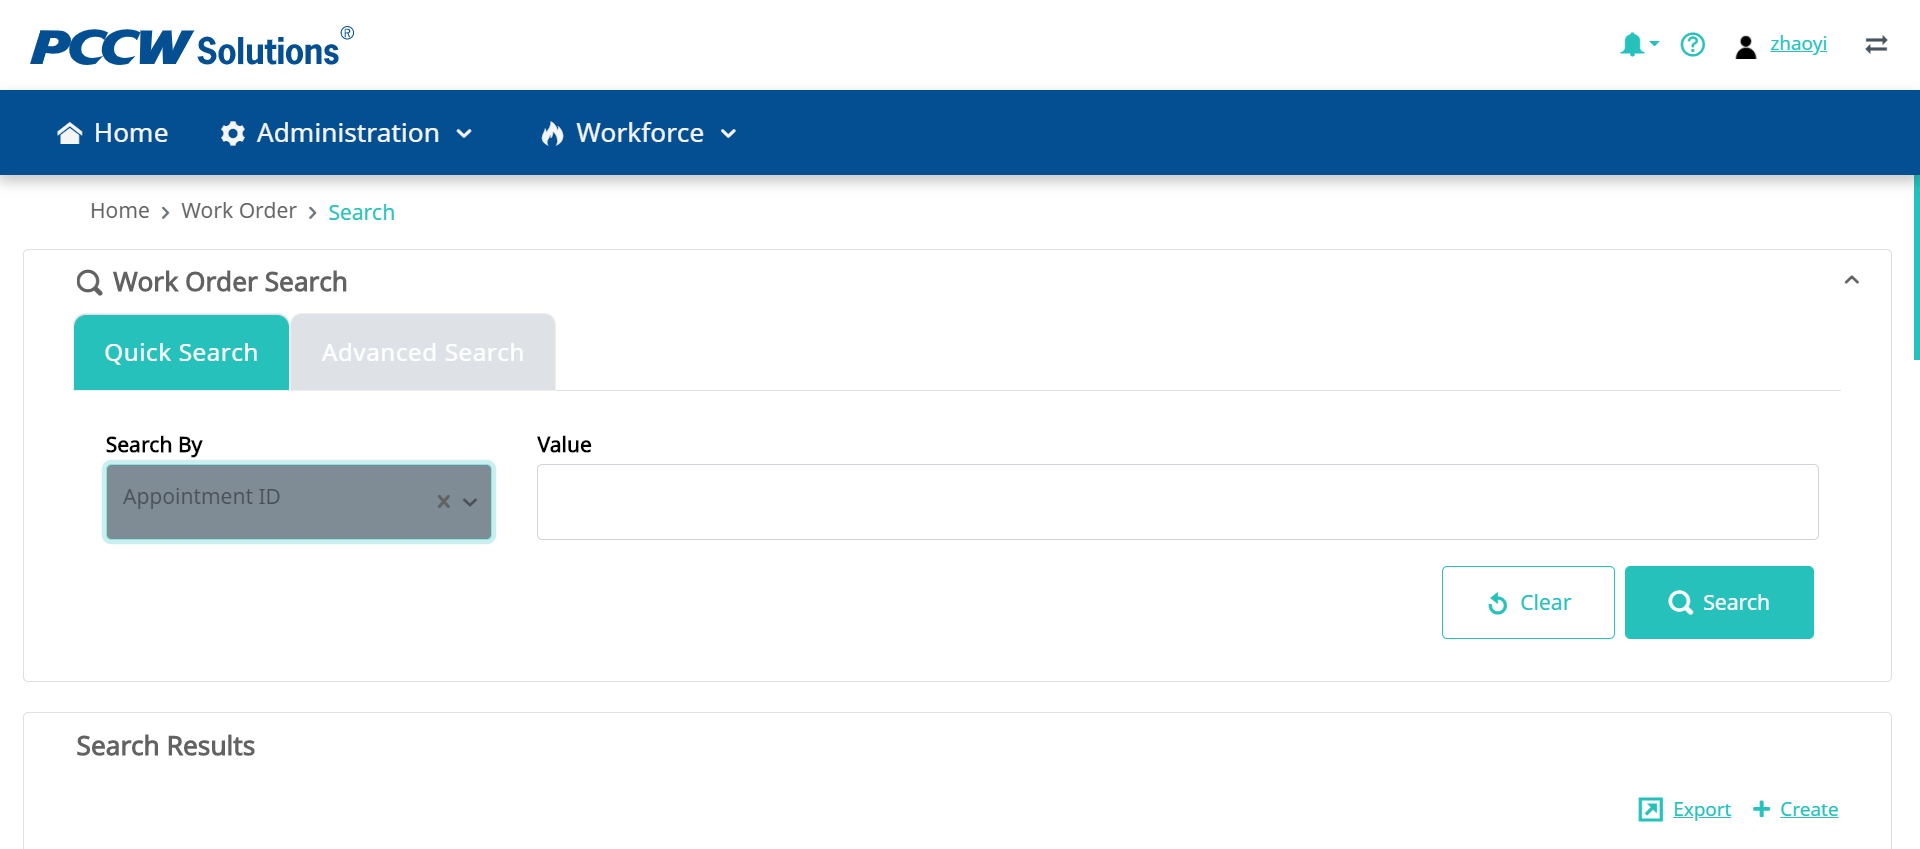 PCCW Solutions®
zhaoyi
Home Administration Workforce
Home > Work Order > Search
Work Order Search
Quick Search Advanced Search
Search By Value
Appointment ID
Clear Search
Search Results
Export Create